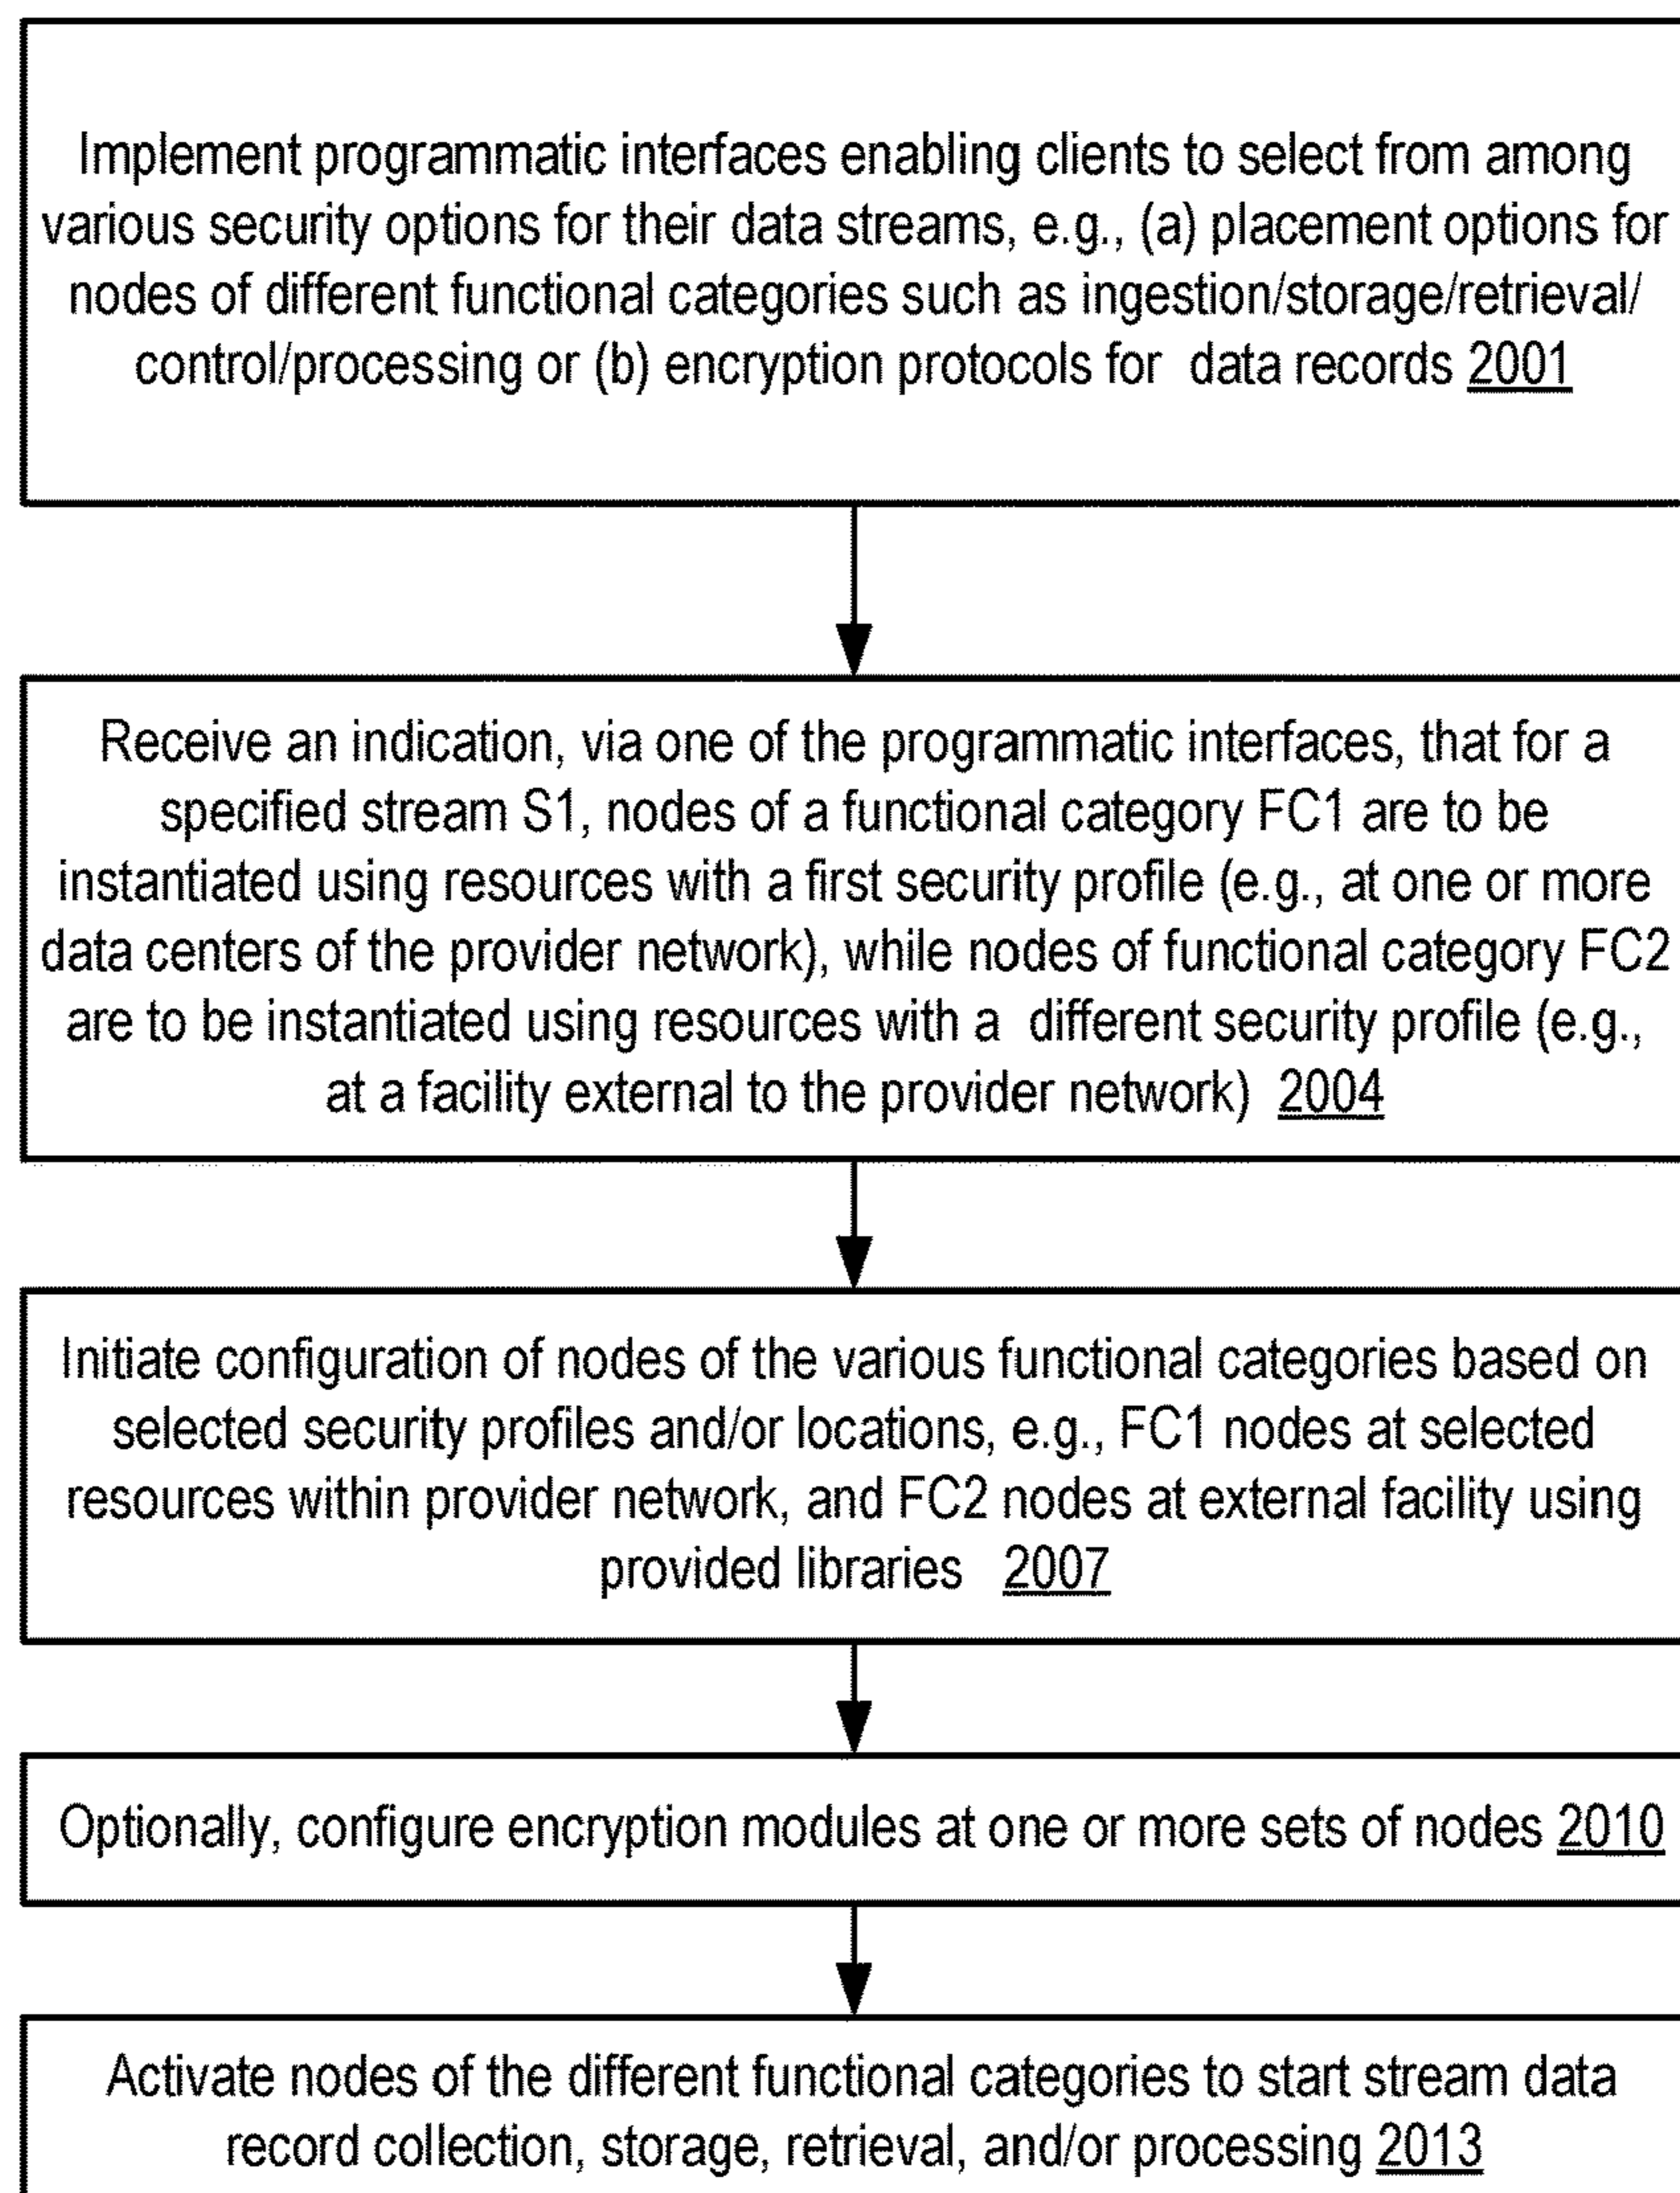 Implement programmatic interfaces enabling clients to select from among
various security options for their data streams, e.g., (a) placement options for
nodes of different functional categories such as ingestion/storage/retrieval/
control/processing or (b) encryption protocols for data records 2001
Receive an indication, via one of the programmatic interfaces, that for a
specified stream S1, nodes of a functional category FC1 are to be
instantiated using resources with a first security profile (e.g., at one or more
data centers of the provider network), while nodes of functional category FC2
are to be instantiated using resources with a different security profile (e.g.,
at a facility external to the provider network) 2004
Initiate configuration of nodes of the various functional categories based on
selected security profiles and/or locations, e.g., FC1 nodes at selected
resources within provider network, and FC2 nodes at external facility using
provided libraries 2007
Optionally, configure encryption modules at one or more sets of nodes 2010
Activate nodes of the different functional categories to start stream data
record collection, storage, retrieval, and/or processing 2013